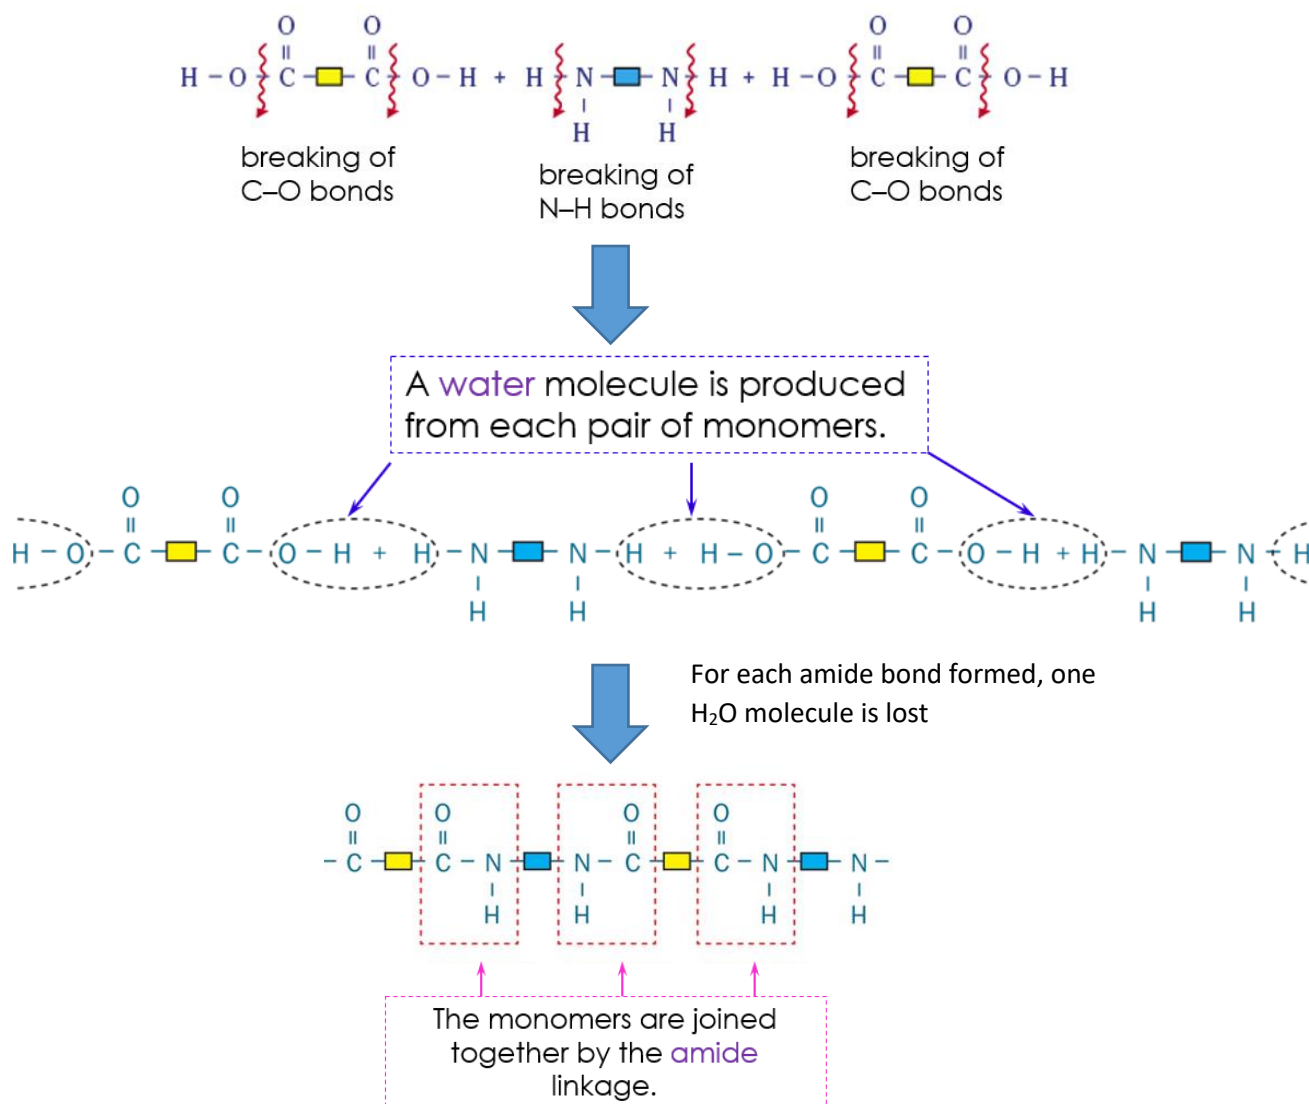 O O O O
H – O – C – – C – O – H + H – N – – N – H + H – O – C – – C – O – H
H H
breaking of
C–O bonds
breaking of
N–H bonds
breaking of
C–O bonds
A water molecule is produced
from each pair of monomers.
O O O O
H – O – C – – C – O – H + H – N – – N – H + H – O – C – – C – O – H + H – N – – N – H
H H H H
For each amide bond formed, one
H₂O molecule is lost
O O O O
– C – – C – N – – N – C – – C – N – – N –
H H H H
The monomers are joined
together by the amide
linkage.